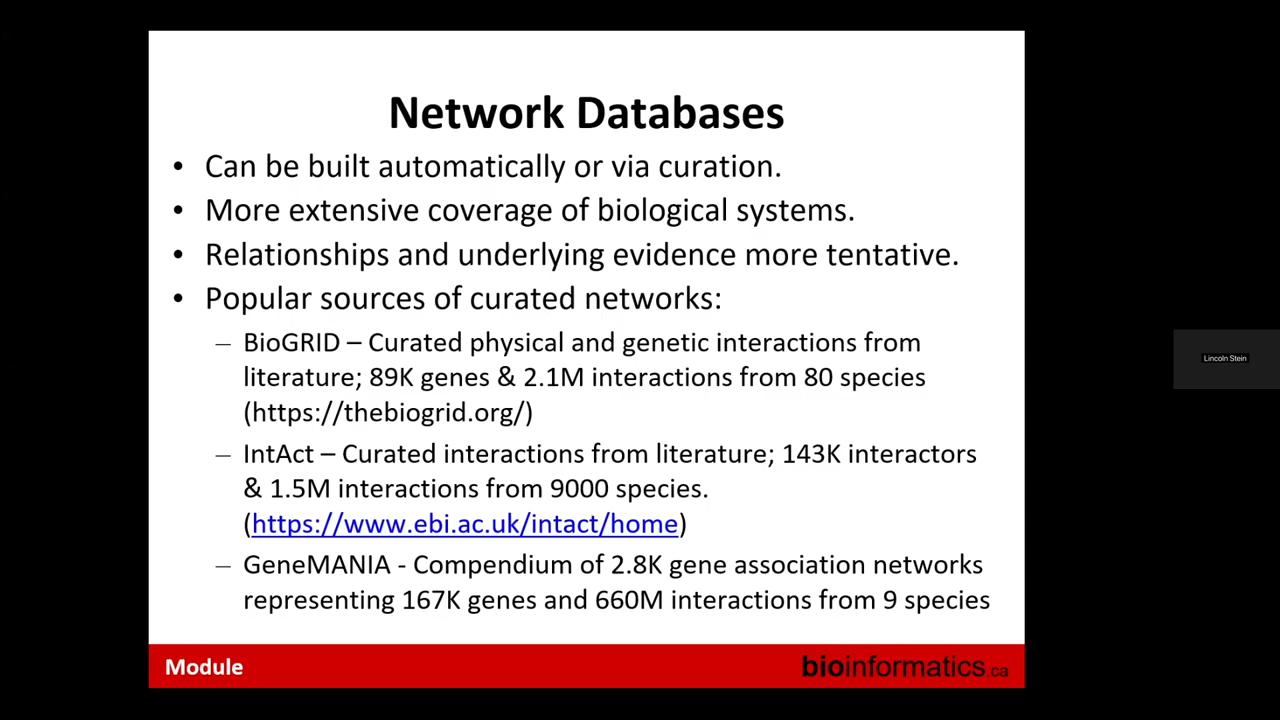 Network Databases
• Can be built automatically or via curation.
• More extensive coverage of biological systems.
• Relationships and underlying evidence more tentative.
• Popular sources of curated networks:
– BioGRID – Curated physical and genetic interactions from
literature; 89K genes & 2.1M interactions from 80 species
(https://thebiogrid.org/)
– IntAct – Curated interactions from literature; 143K interactors
& 1.5M interactions from 9000 species.
(https://www.ebi.ac.uk/intact/home)
– GeneMANIA - Compendium of 2.8K gene association networks
representing 167K genes and 660M interactions from 9 species
Module
bioinformatics.ca
Lincoln Stein